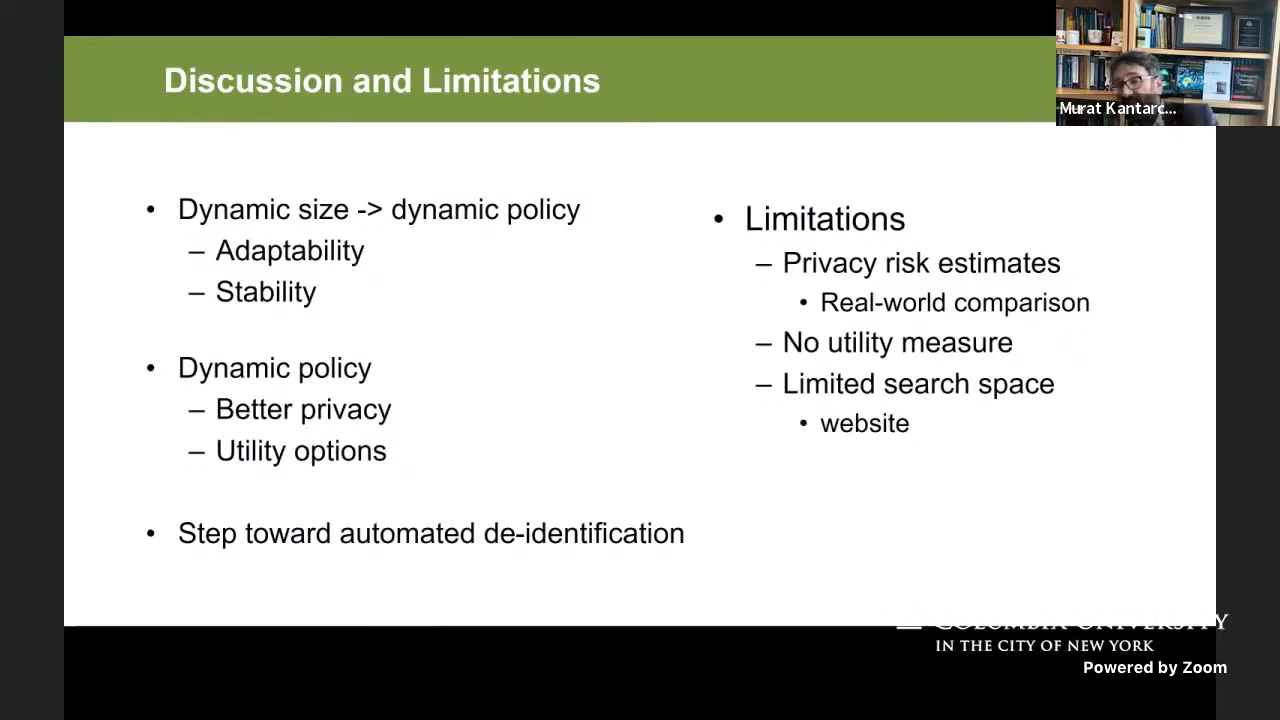 Discussion and Limitations
Murat Kantarc...
• Dynamic size -> dynamic policy
– Adaptability
– Stability
• Dynamic policy
– Better privacy
– Utility options
• Step toward automated de-identification
• Limitations
– Privacy risk estimates
• Real-world comparison
– No utility measure
– Limited search space
• website
COLUMBIA UNIVERSITY
IN THE CITY OF NEW YORK
Powered by Zoom